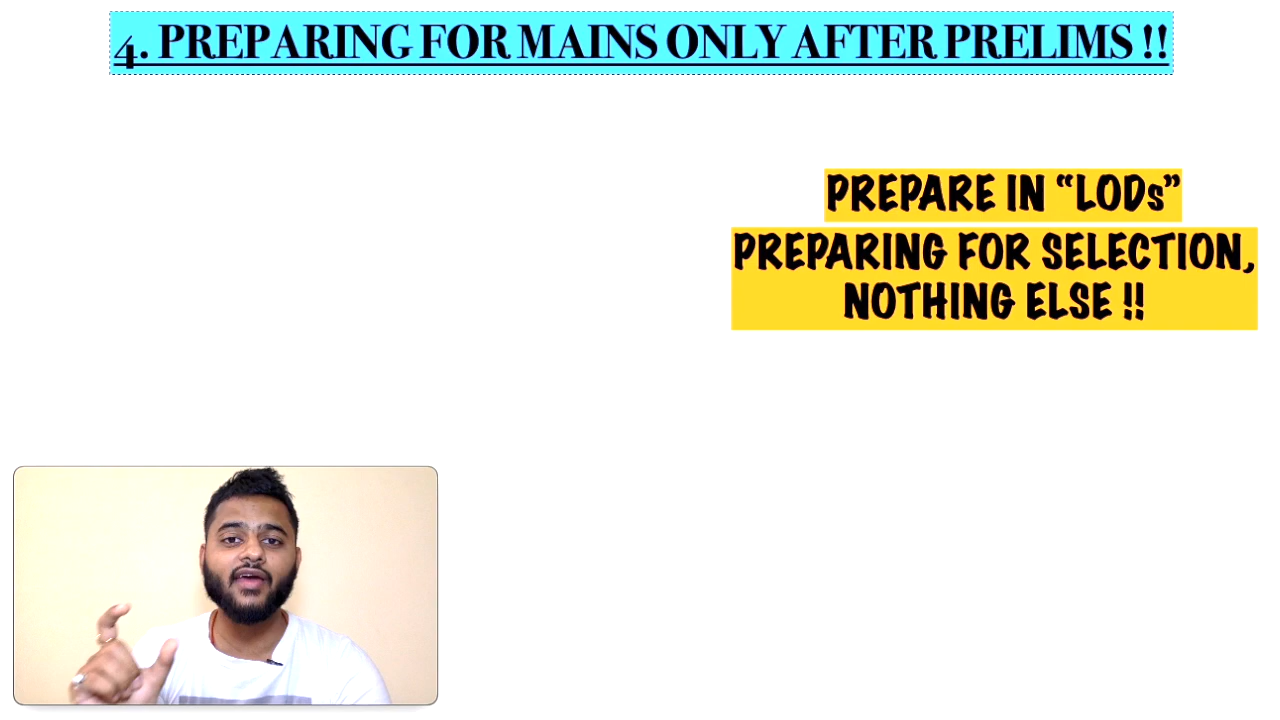 4. PREPARING FOR MAINS ONLY AFTER PRELIMS !!
PREPARE IN “LODs”
PREPARING FOR SELECTION,
NOTHING ELSE !!